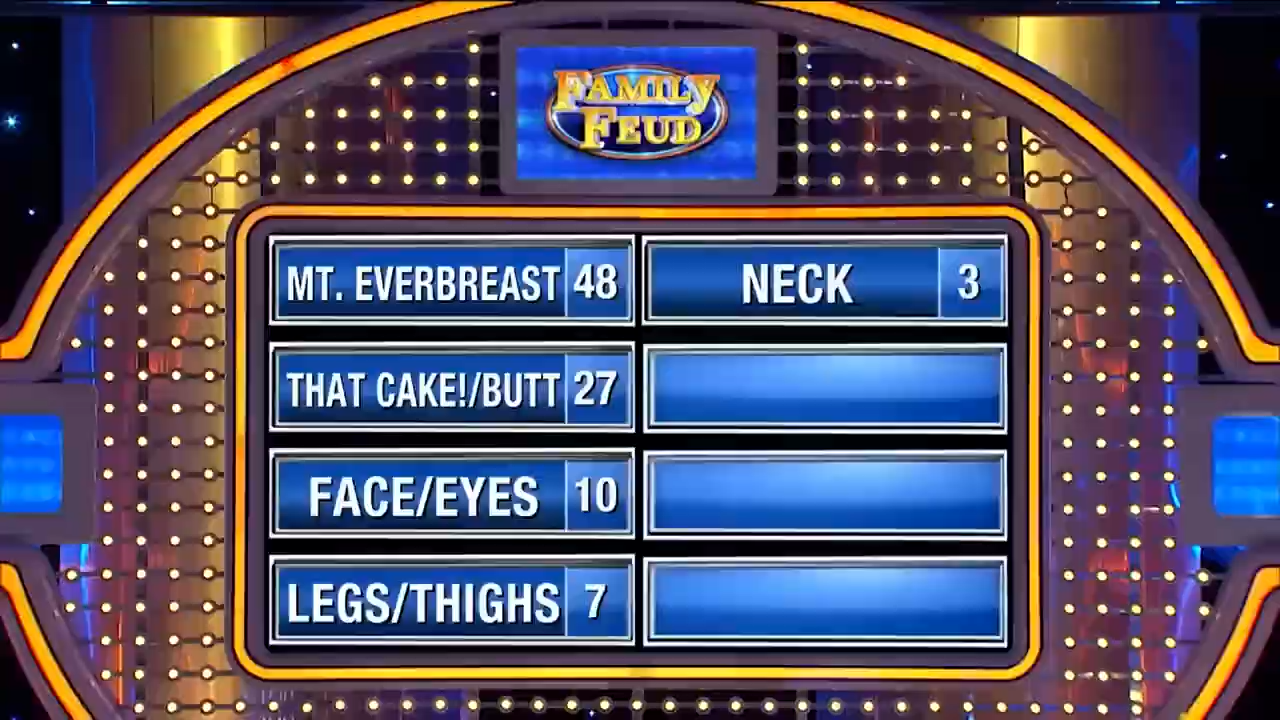 FAMILY
FEUD
MT. EVERBREAST 48
THAT CAKE!/BUTT 27
FACE/EYES 10
LEGS/THIGHS 7
NECK 3